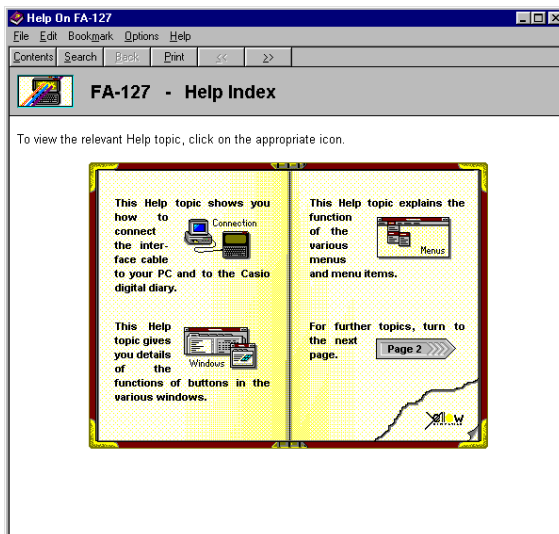 Help On FA-127
File Edit Bookmark Options Help
Contents Search Back Print << >>
FA-127 - Help Index
To view the relevant Help topic, click on the appropriate icon.
This Help topic shows you
how to
connect
the inter-
face cable
to your PC and to the Casio
digital diary.
Connection
This Help
topic gives
you details
of the
functions of buttons in the
various windows.
Windows
This Help topic explains the
function
of the
various
menus
and menu items.
Menus
For further topics, turn to
the next
page.
Page 2
Yellow